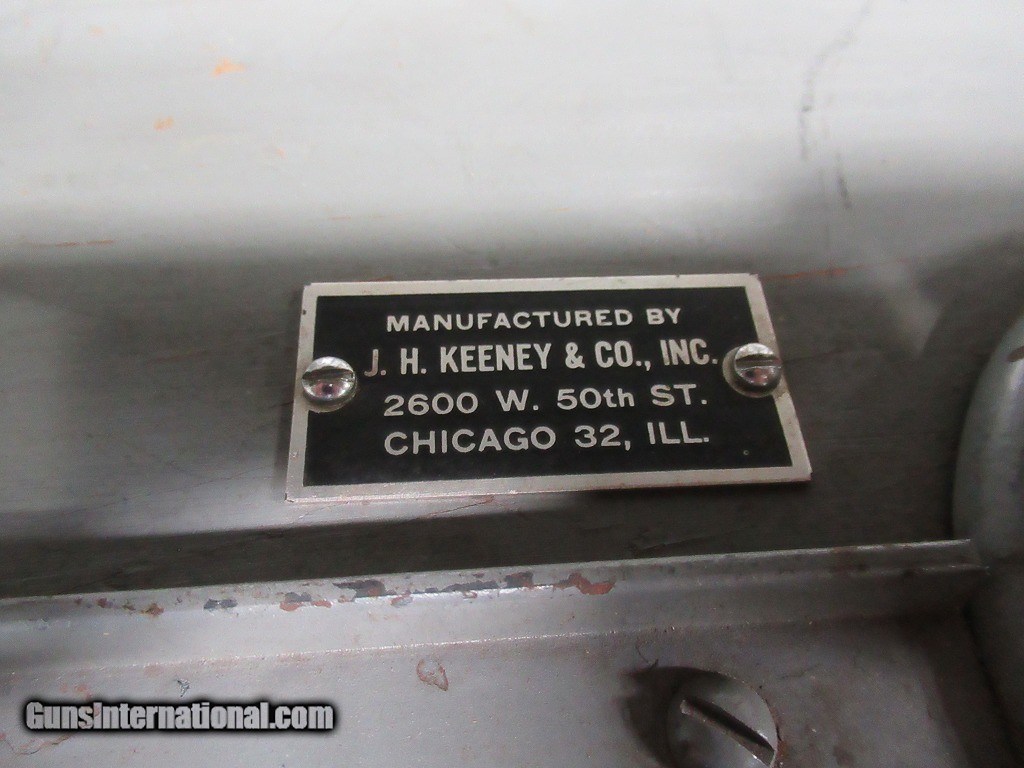 MANUFACTURED BY
J. H. KEENEY & CO., INC.
2600 W. 50th ST.
CHICAGO 32, ILL.
GunsInternational.com